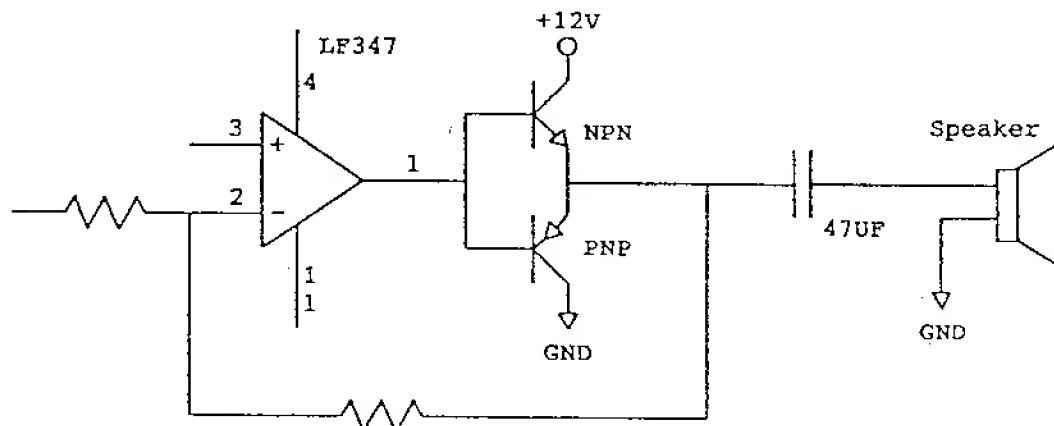 +12V
LF347
4
3
+
NPN
Speaker
1
2
-
47UF
PNP
1
1
GND
GND